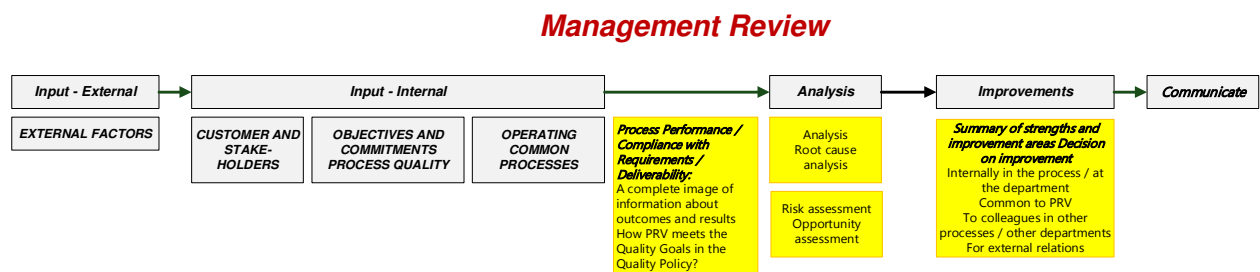 Management Review
Input - External
Input - Internal
Analysis
Improvements
Communicate
EXTERNAL FACTORS
CUSTOMER AND
STAKE-
HOLDERS
OBJECTIVES AND
COMMITMENTS
PROCESS QUALITY
OPERATING
COMMON
PROCESSES
Process Performance /
Compliance with
Requirements /
Deliverability:
A complete image of
information about
outcomes and results
How PRV meets the
Quality Goals in the
Quality Policy?
Analysis
Root cause
analysis
Risk assessment
Opportunity
assessment
Summary of strengths and
improvement areas Decision
on improvement
Internally in the process / at
the department
Common to PRV
To colleagues in other
processes / other departments
For external relations